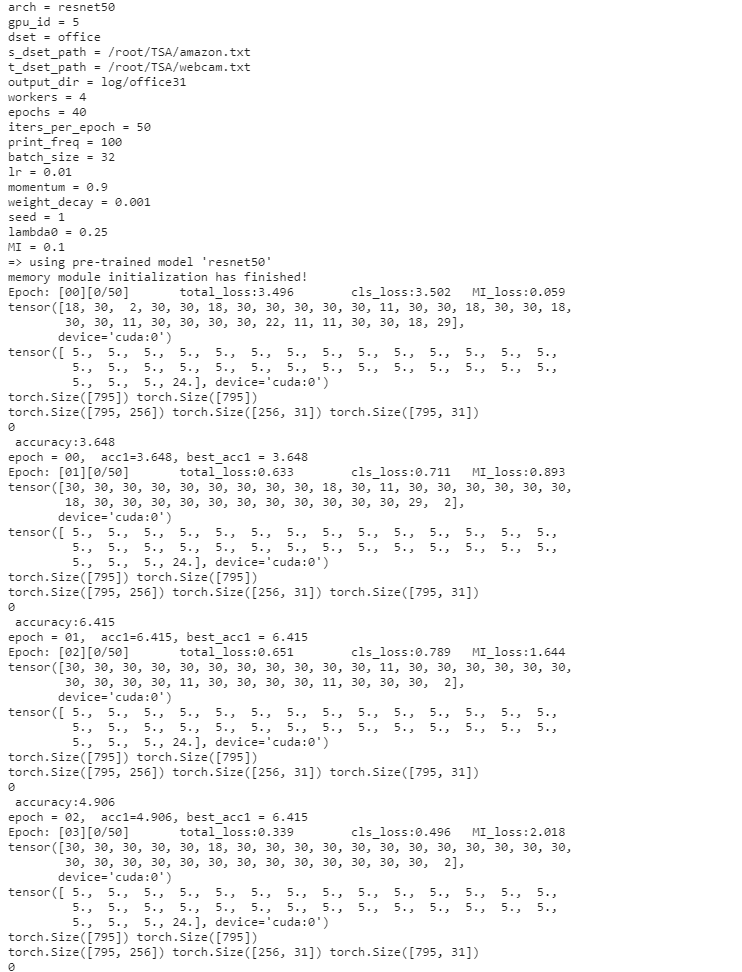 arch = resnet50
gpu_id = 5
dset = office
s_dset_path = /root/TSA/amazon.txt
t_dset_path = /root/TSA/webcam.txt
output_dir = log/office31
workers = 4
epochs = 40
iters_per_epoch = 50
print_freq = 100
batch_size = 32
lr = 0.01
momentum = 0.9
weight_decay = 0.001
seed = 1
lambda0 = 0.25
MI = 0.1
=> using pre-trained model 'resnet50'
memory module initialization has finished!
Epoch: [00][0/50]       total_loss:3.496        cls_loss:3.502   MI_loss:0.059
tensor([18, 30,  2, 30, 30, 18, 30, 30, 30, 30, 30, 11, 30, 30, 18, 30, 30, 18,
        30, 30, 11, 30, 30, 30, 30, 22, 11, 11, 30, 30, 18, 29],
       device='cuda:0')
tensor([ 5.,  5.,  5.,  5.,  5.,  5.,  5.,  5.,  5.,  5.,  5.,  5.,  5.,  5.,
         5.,  5.,  5.,  5.,  5.,  5.,  5.,  5.,  5.,  5.,  5.,  5.,  5.,
         5.,  5.,  5., 24.], device='cuda:0')
torch.Size([795]) torch.Size([795])
torch.Size([795, 256]) torch.Size([256, 31]) torch.Size([795, 31])
0
 accuracy:3.648
epoch = 00,  acc1=3.648, best_acc1 = 3.648
Epoch: [01][0/50]       total_loss:0.633        cls_loss:0.711   MI_loss:0.893
tensor([30, 30, 30, 30, 30, 30, 30, 30, 30, 18, 30, 11, 30, 30, 30, 30, 30, 30,
        18, 30, 30, 30, 30, 30, 30, 30, 30, 30, 30, 30, 29,  2],
       device='cuda:0')
tensor([ 5.,  5.,  5.,  5.,  5.,  5.,  5.,  5.,  5.,  5.,  5.,  5.,  5.,  5.,
         5.,  5.,  5.,  5.,  5.,  5.,  5.,  5.,  5.,  5.,  5.,  5.,  5.,
         5.,  5.,  5., 24.], device='cuda:0')
torch.Size([795]) torch.Size([795])
torch.Size([795, 256]) torch.Size([256, 31]) torch.Size([795, 31])
0
 accuracy:6.415
epoch = 01,  acc1=6.415, best_acc1 = 6.415
Epoch: [02][0/50]       total_loss:0.651        cls_loss:0.789   MI_loss:1.644
tensor([30, 30, 30, 30, 30, 30, 30, 30, 30, 30, 30, 11, 30, 30, 30, 30, 30, 30,
        30, 30, 30, 30, 11, 30, 30, 30, 30, 11, 30, 30, 30,  2],
       device='cuda:0')
tensor([ 5.,  5.,  5.,  5.,  5.,  5.,  5.,  5.,  5.,  5.,  5.,  5.,  5.,  5.,
         5.,  5.,  5.,  5.,  5.,  5.,  5.,  5.,  5.,  5.,  5.,  5.,  5.,
         5.,  5.,  5., 24.], device='cuda:0')
torch.Size([795]) torch.Size([795])
torch.Size([795, 256]) torch.Size([256, 31]) torch.Size([795, 31])
0
 accuracy:4.906
epoch = 02,  acc1=4.906, best_acc1 = 6.415
Epoch: [03][0/50]       total_loss:0.339        cls_loss:0.496   MI_loss:2.018
tensor([30, 30, 30, 30, 30, 18, 30, 30, 30, 30, 30, 30, 30, 30, 30, 30, 30, 30,
        30, 30, 30, 30, 30, 30, 30, 30, 30, 30, 30, 30, 30,  2],
       device='cuda:0')
tensor([ 5.,  5.,  5.,  5.,  5.,  5.,  5.,  5.,  5.,  5.,  5.,  5.,  5.,  5.,
         5.,  5.,  5.,  5.,  5.,  5.,  5.,  5.,  5.,  5.,  5.,  5.,  5.,
         5.,  5.,  5., 24.], device='cuda:0')
torch.Size([795]) torch.Size([795])
torch.Size([795, 256]) torch.Size([256, 31]) torch.Size([795, 31])
0